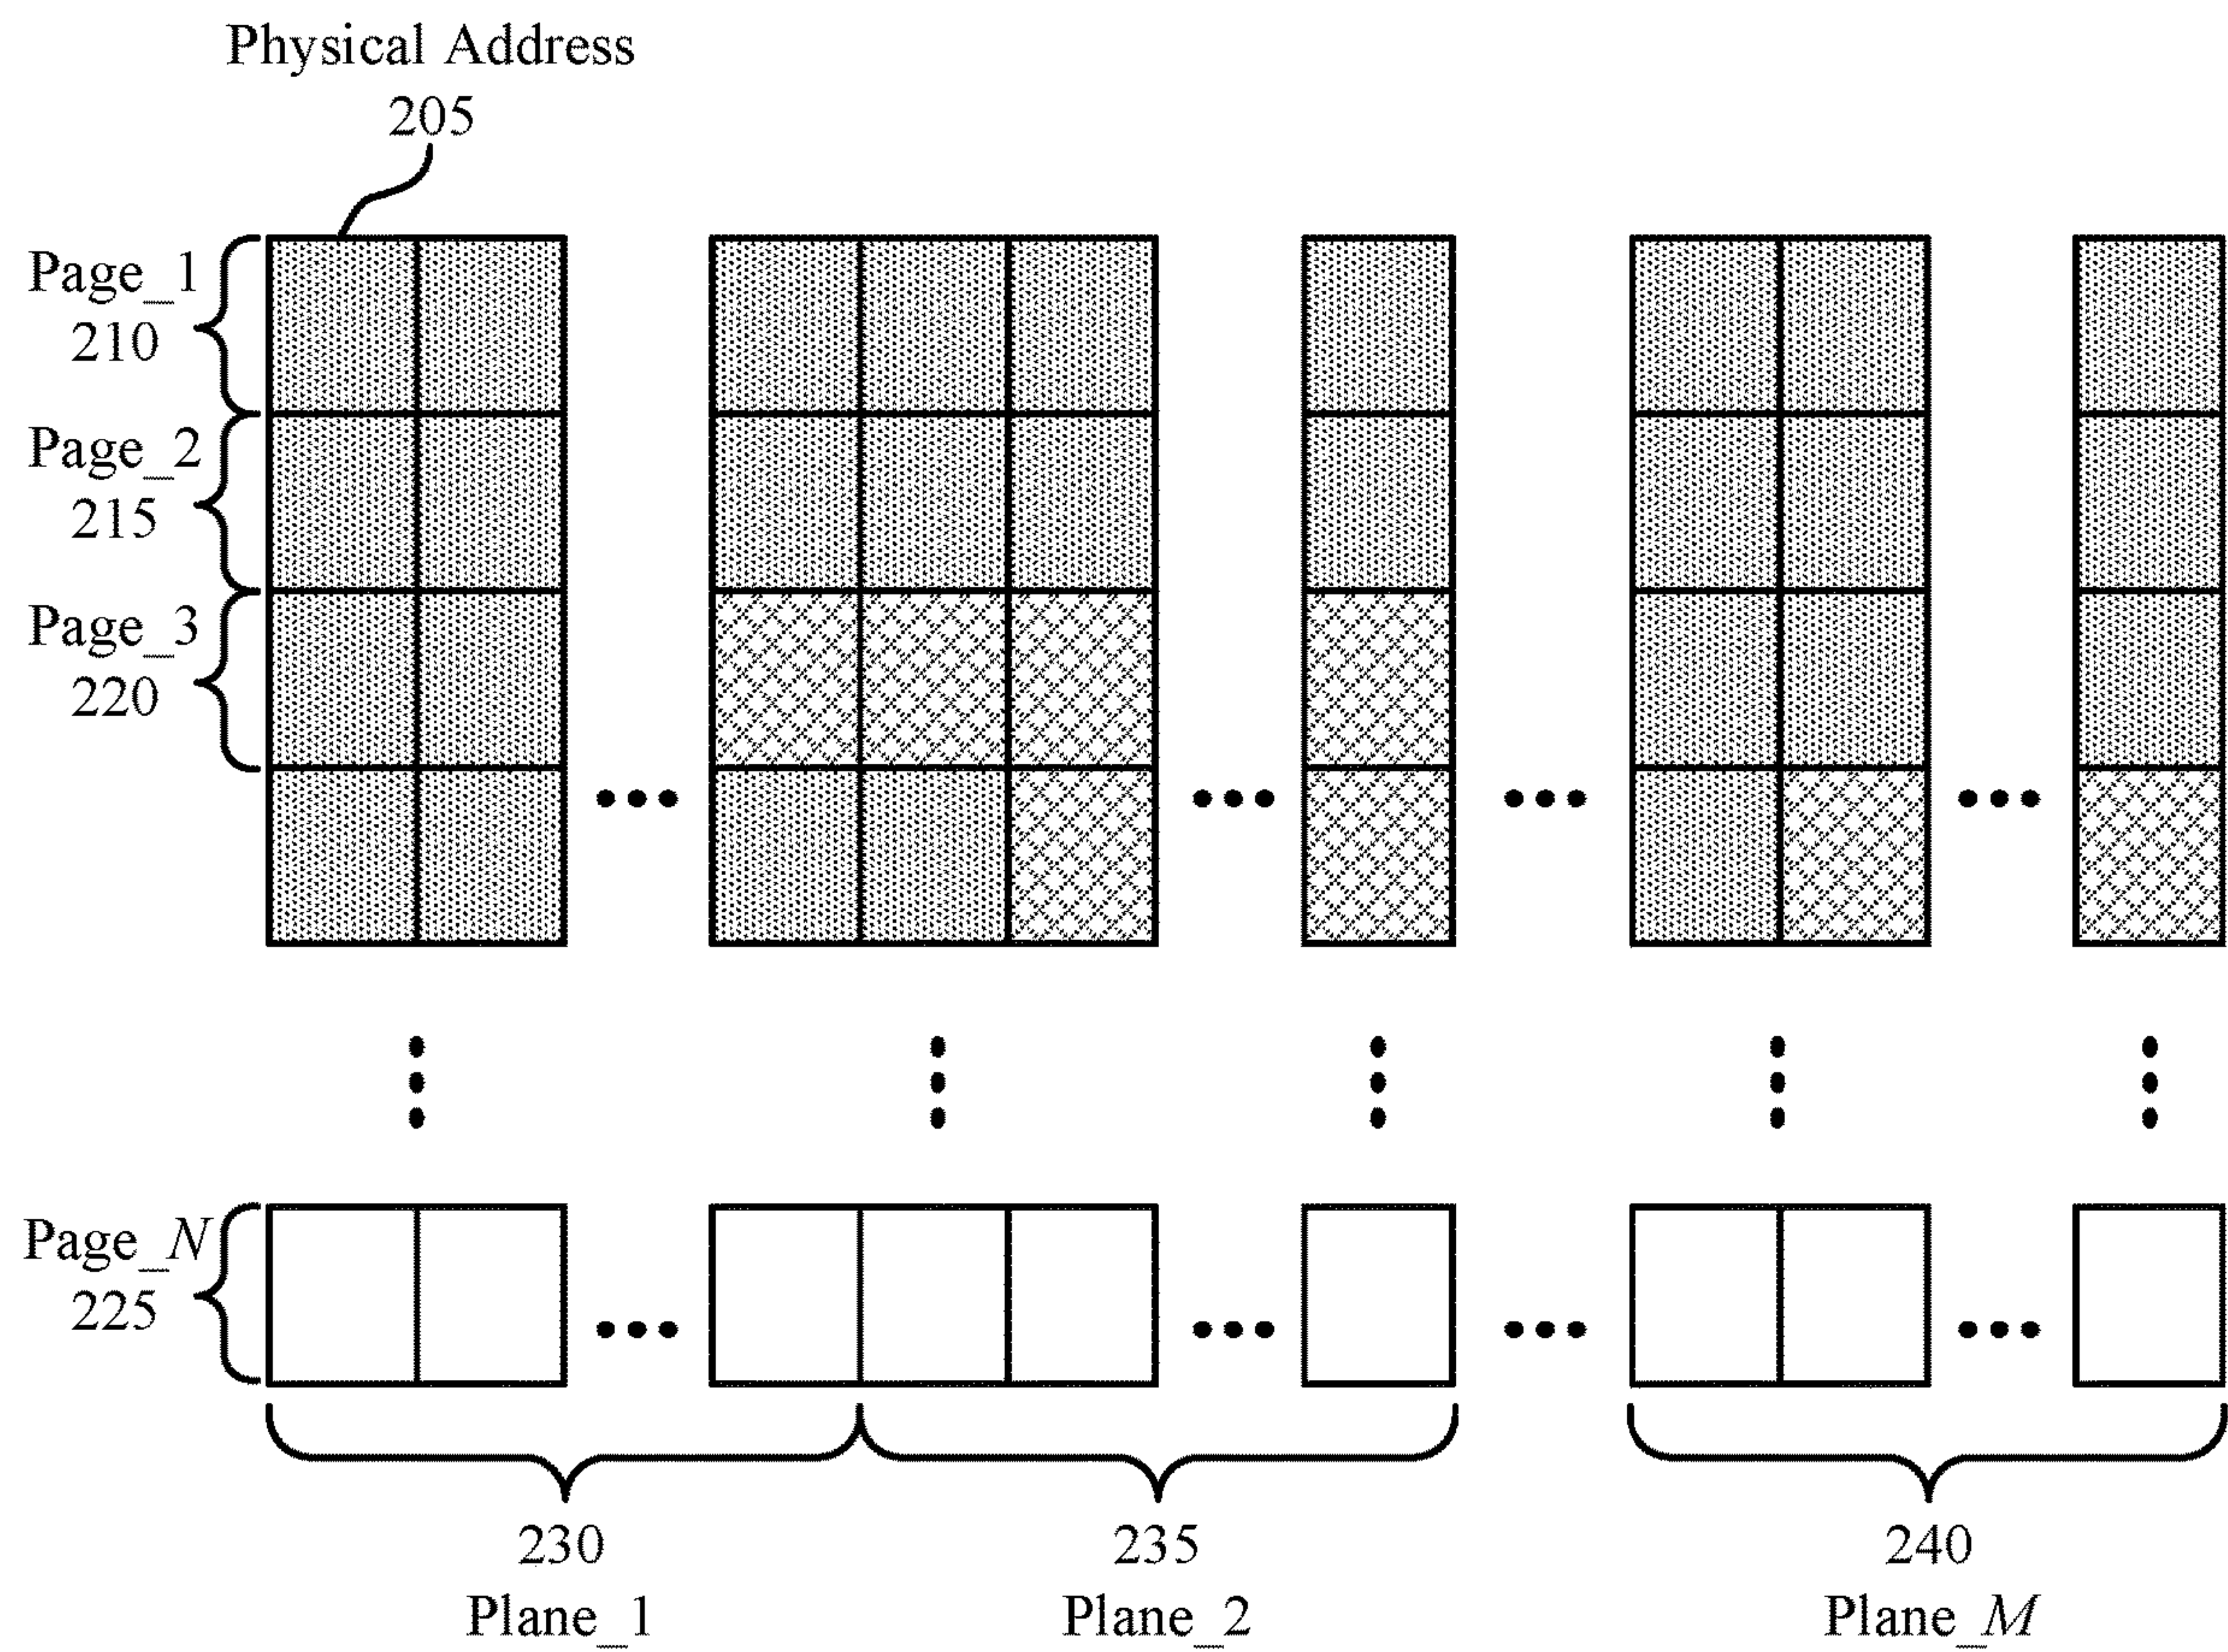 Physical Address
205
Page_1
210
Page_2
215
Page_3
220
Page_N
225
230
Plane_1
235
Plane_2
240
Plane_M